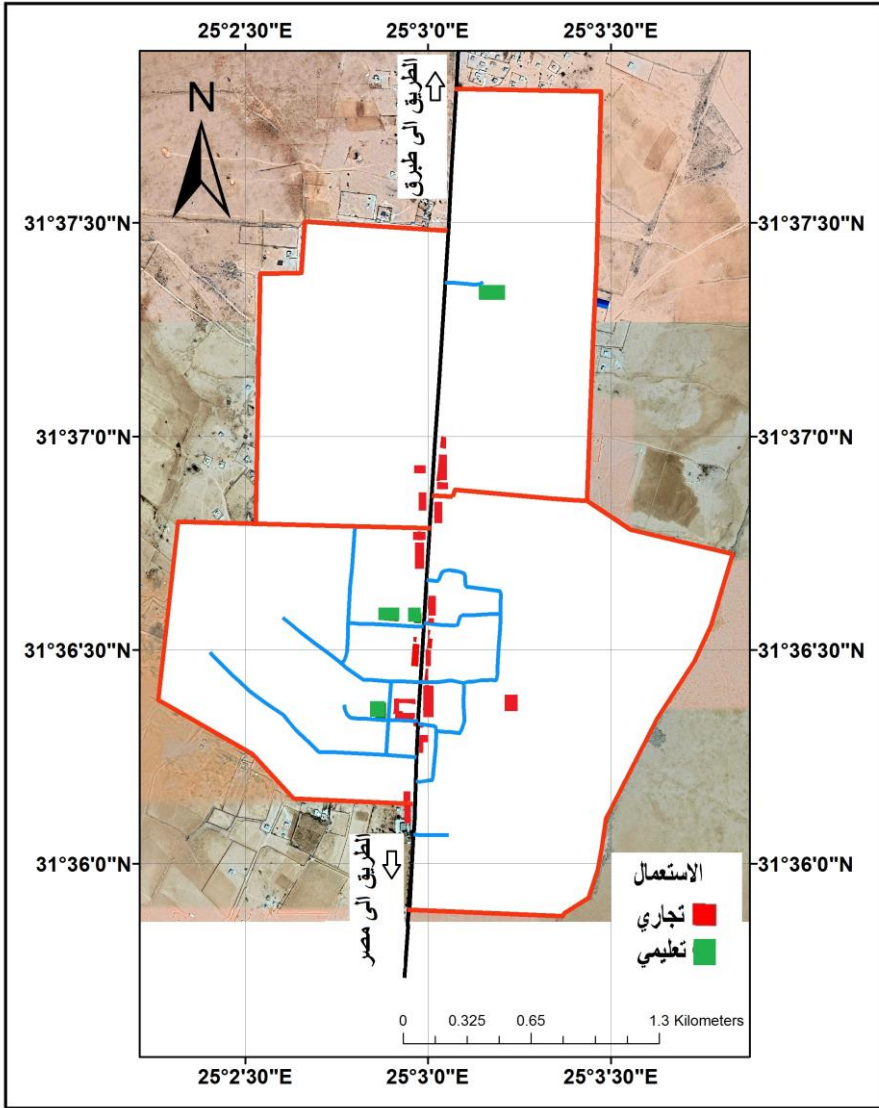 25°2'30"E 25°3'0"E 25°3'30"E
N
الطريق الى طبرق
31°37'30"N 31°37'30"N
31°37'0"N 31°37'0"N
31°36'30"N 31°36'30"N
31°36'0"N 31°36'0"N
الطريق الى مصر
الاستعمال
تجاري
تعليمي
0 0.325 0.65 1.3 Kilometers
25°2'30"E 25°3'0"E 25°3'30"E